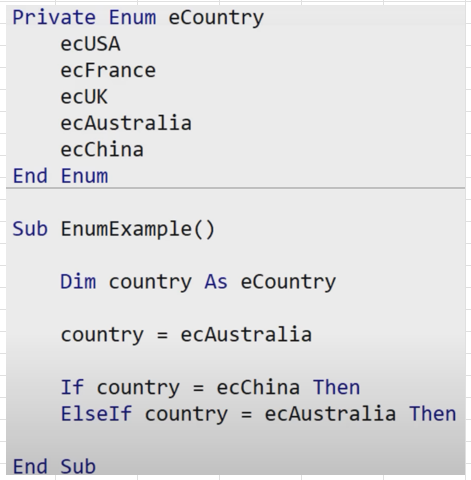 Private Enum eCountry
ecUSA
ecFrance
ecUK
ecAustralia
ecChina
End Enum
Sub EnumExample()
Dim country As eCountry
country = ecAustralia
If country = ecChina Then
ElseIf country = ecAustralia Then
End Sub